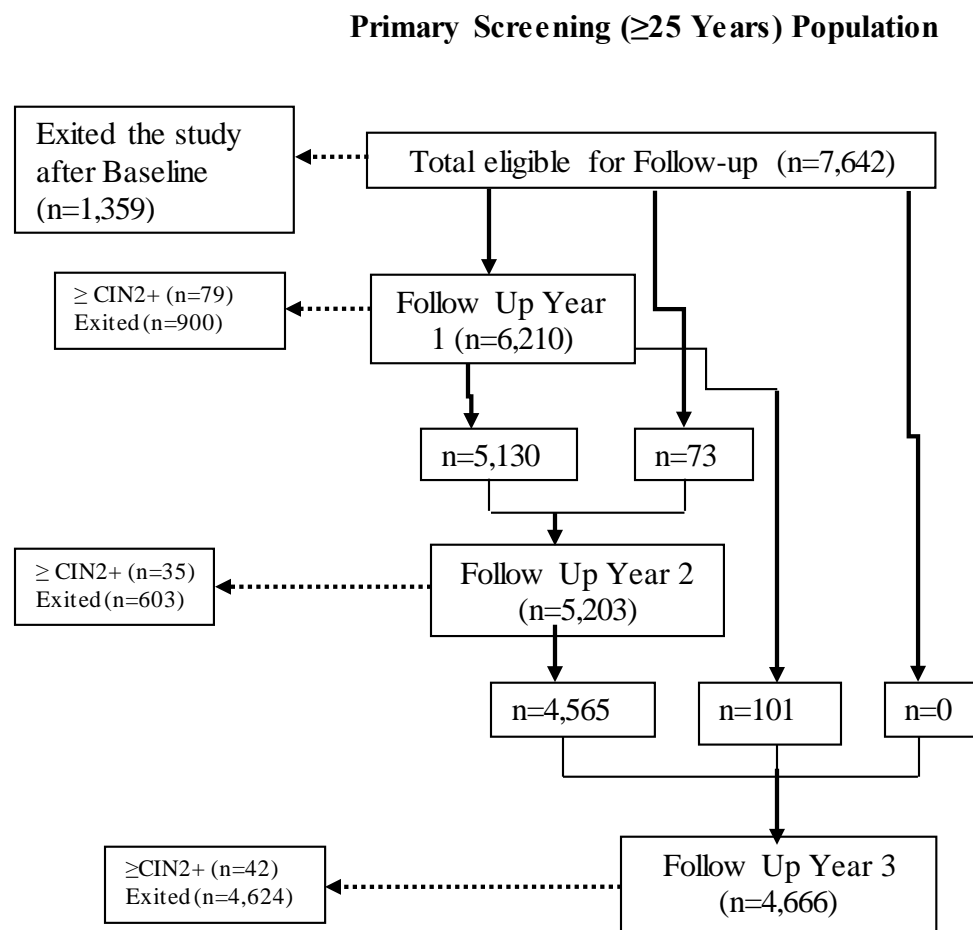 Primary Screening (≥25 Years) Population
Exited the study
after Baseline
(n=1,359)
Total eligible for Follow-up (n=7,642)
≥ CIN2+ (n=79)
Exited (n=900)
Follow Up Year
1 (n=6,210)
n=5,130
n=73
≥ CIN2+ (n=35)
Exited (n=603)
Follow Up Year 2
(n=5,203)
n=4,565
n=101
n=0
≥CIN2+ (n=42)
Exited (n=4,624)
Follow Up Year 3
(n=4,666)